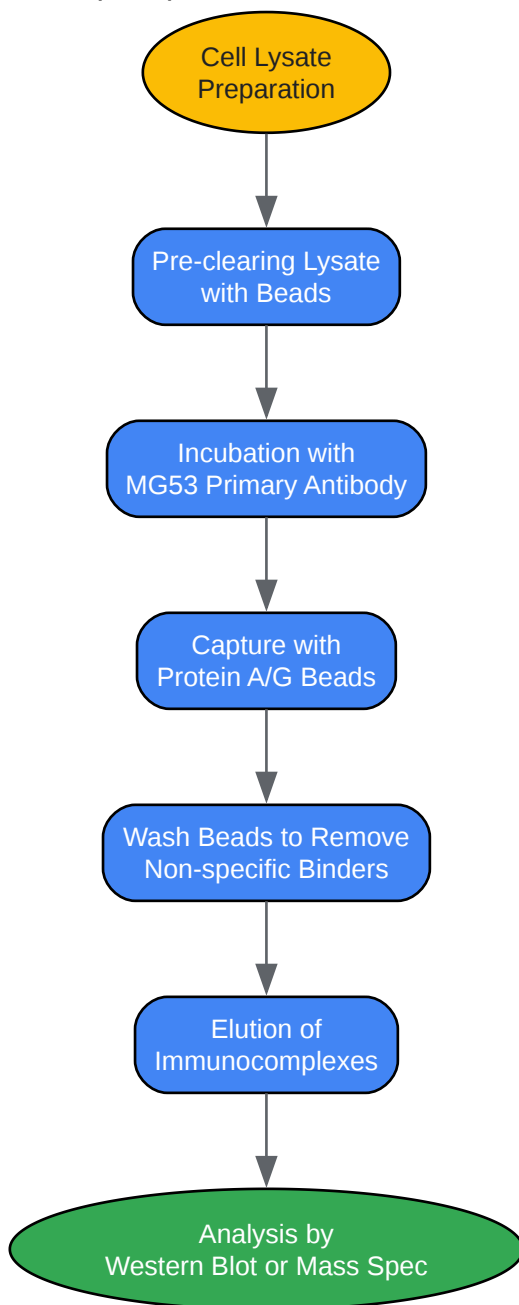 Cell Lysate
Preparation
Pre-clearing Lysate
with Beads
Incubation with
MG53 Primary Antibody
Capture with
Protein A/G Beads
Wash Beads to Remove
Non-specific Binders
Elution of
Immunocomplexes
Analysis by
Western Blot or Mass Spec